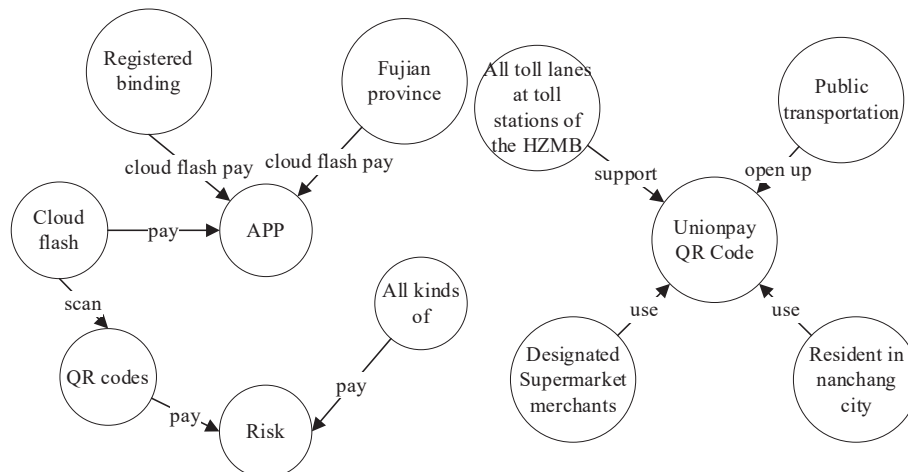 Registered
binding
Fujian
province
All toll lanes
at toll
stations of
the HZMB
Public
transportation
cloud flash pay
cloud flash pay
support
open up
Cloud
flash
pay
APP
Unionpay
QR Code
scan
All kinds
of
use
use
QR codes
pay
pay
Risk
Designated
Supermarket
merchants
Resident in
nanchang
city